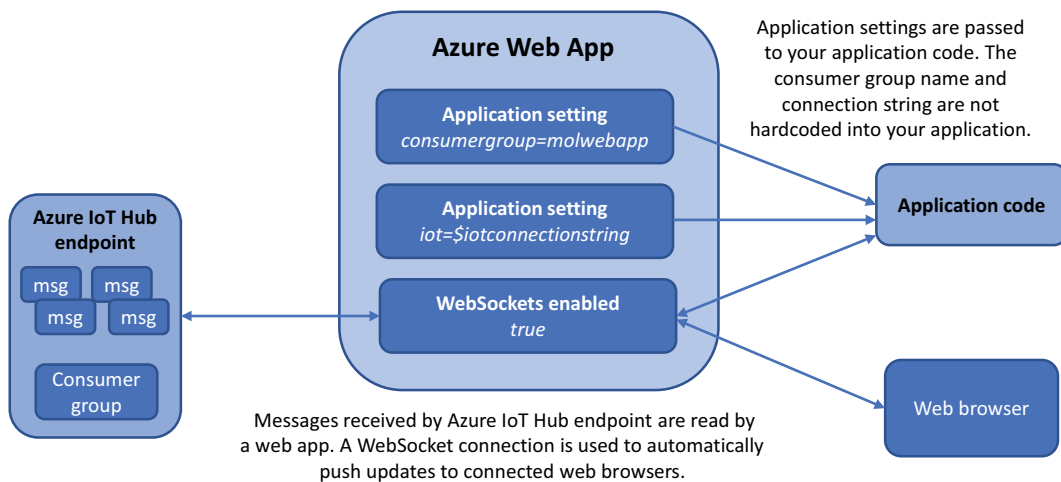 Azure Web App
Application setting
consumergroup=molwebapp
Application setting
iot=$iotconnectionstring
WebSockets enabled
true
Application settings are passed
to your application code. The
consumer group name and
connection string are not
hardcoded into your application.
Azure IoT Hub
endpoint
msg
msg
msg
msg
Consumer
group
Application code
Web browser
Messages received by Azure IoT Hub endpoint are read by
a web app. A WebSocket connection is used to automatically
push updates to connected web browsers.